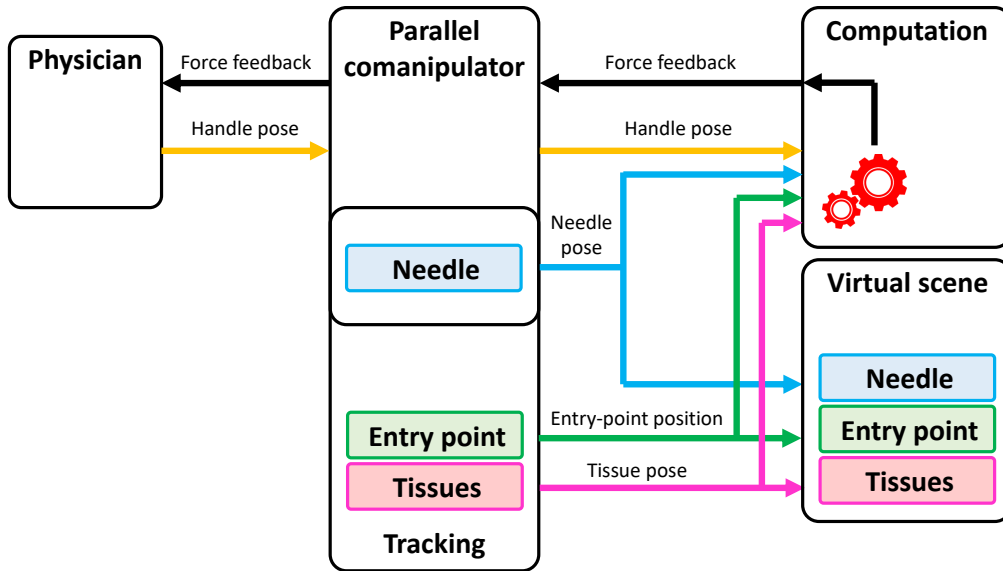 Physician
Force feedback
Handle pose
Parallel
comanipulator
Needle
Entry point
Tissues
Tracking
Force feedback
Handle pose
Needle
pose
Entry-point position
Tissue pose
Computation
Virtual scene
Needle
Entry point
Tissues